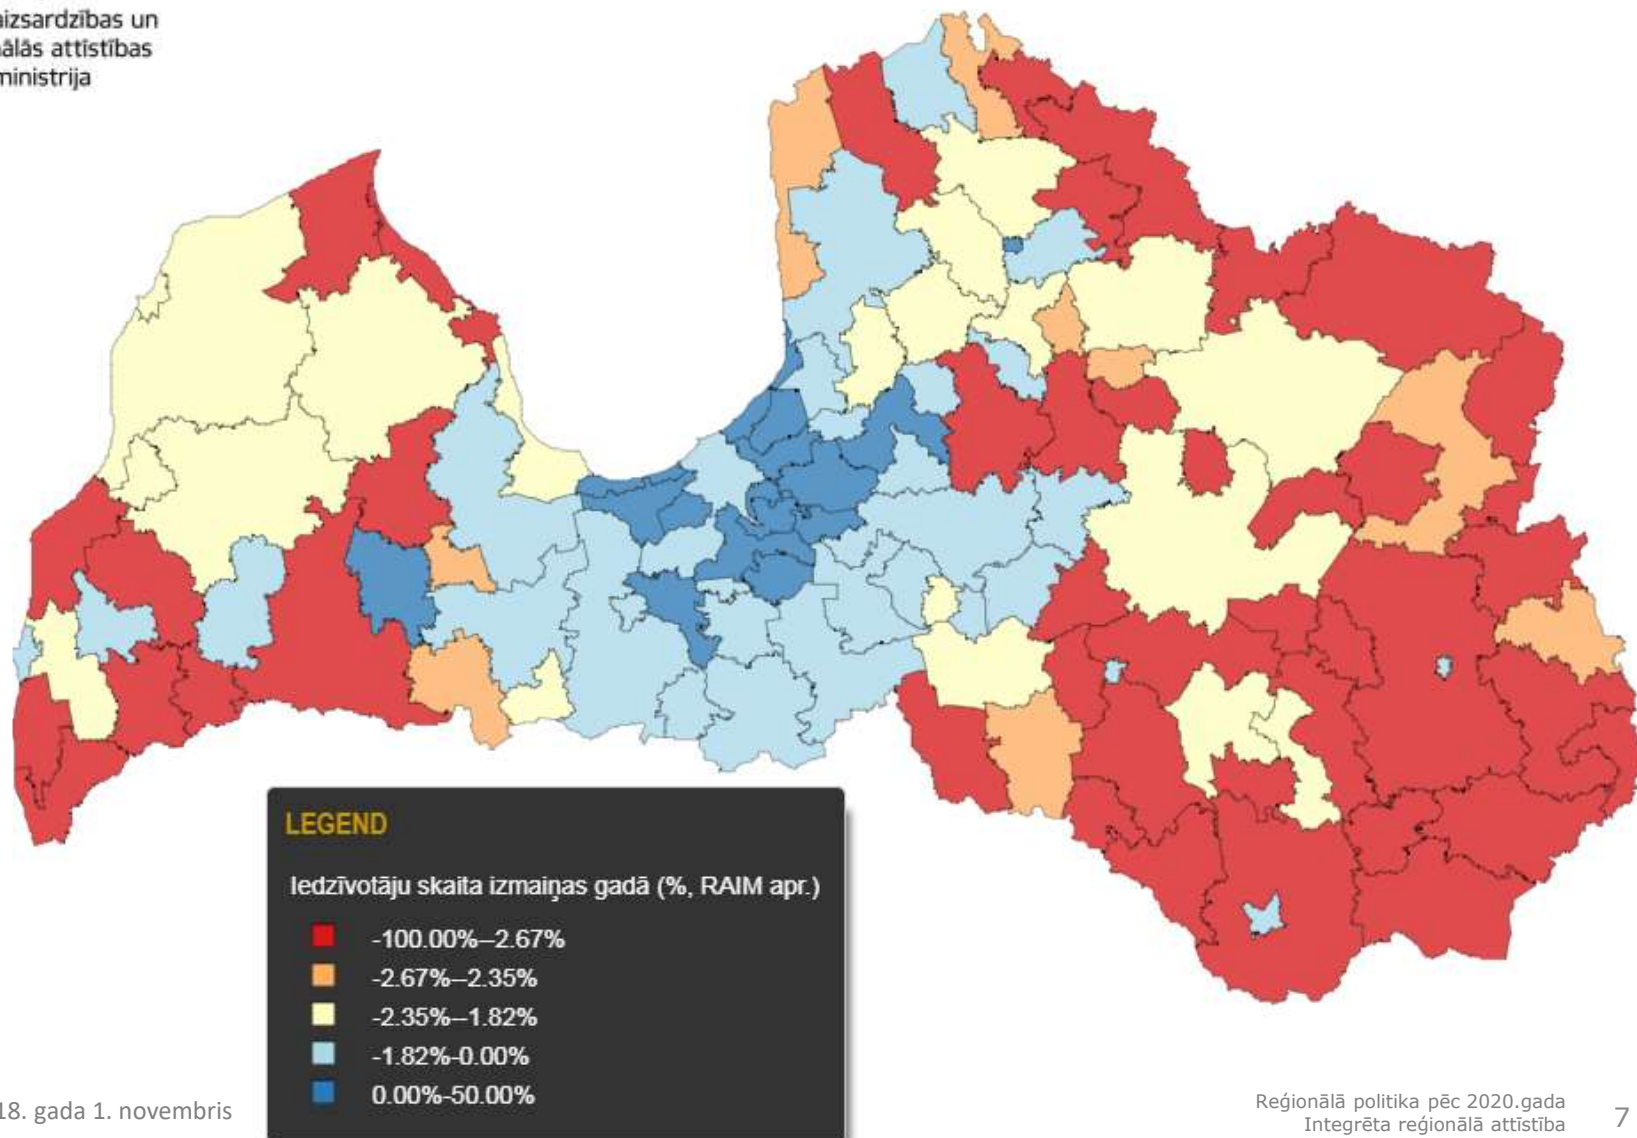 aizsardzības un
ālās attīstības
ministrija
LEGEND
Iedzīvotāju skaita izmaiņas gadā (%, RAIM apr.)
-100.00%--2.67%
-2.67%--2.35%
-2.35%--1.82%
-1.82%-0.00%
0.00%-50.00%
18. gada 1. novembris
Reģionālā politika pēc 2020.gada
Integrēta reģionālā attīstība
7